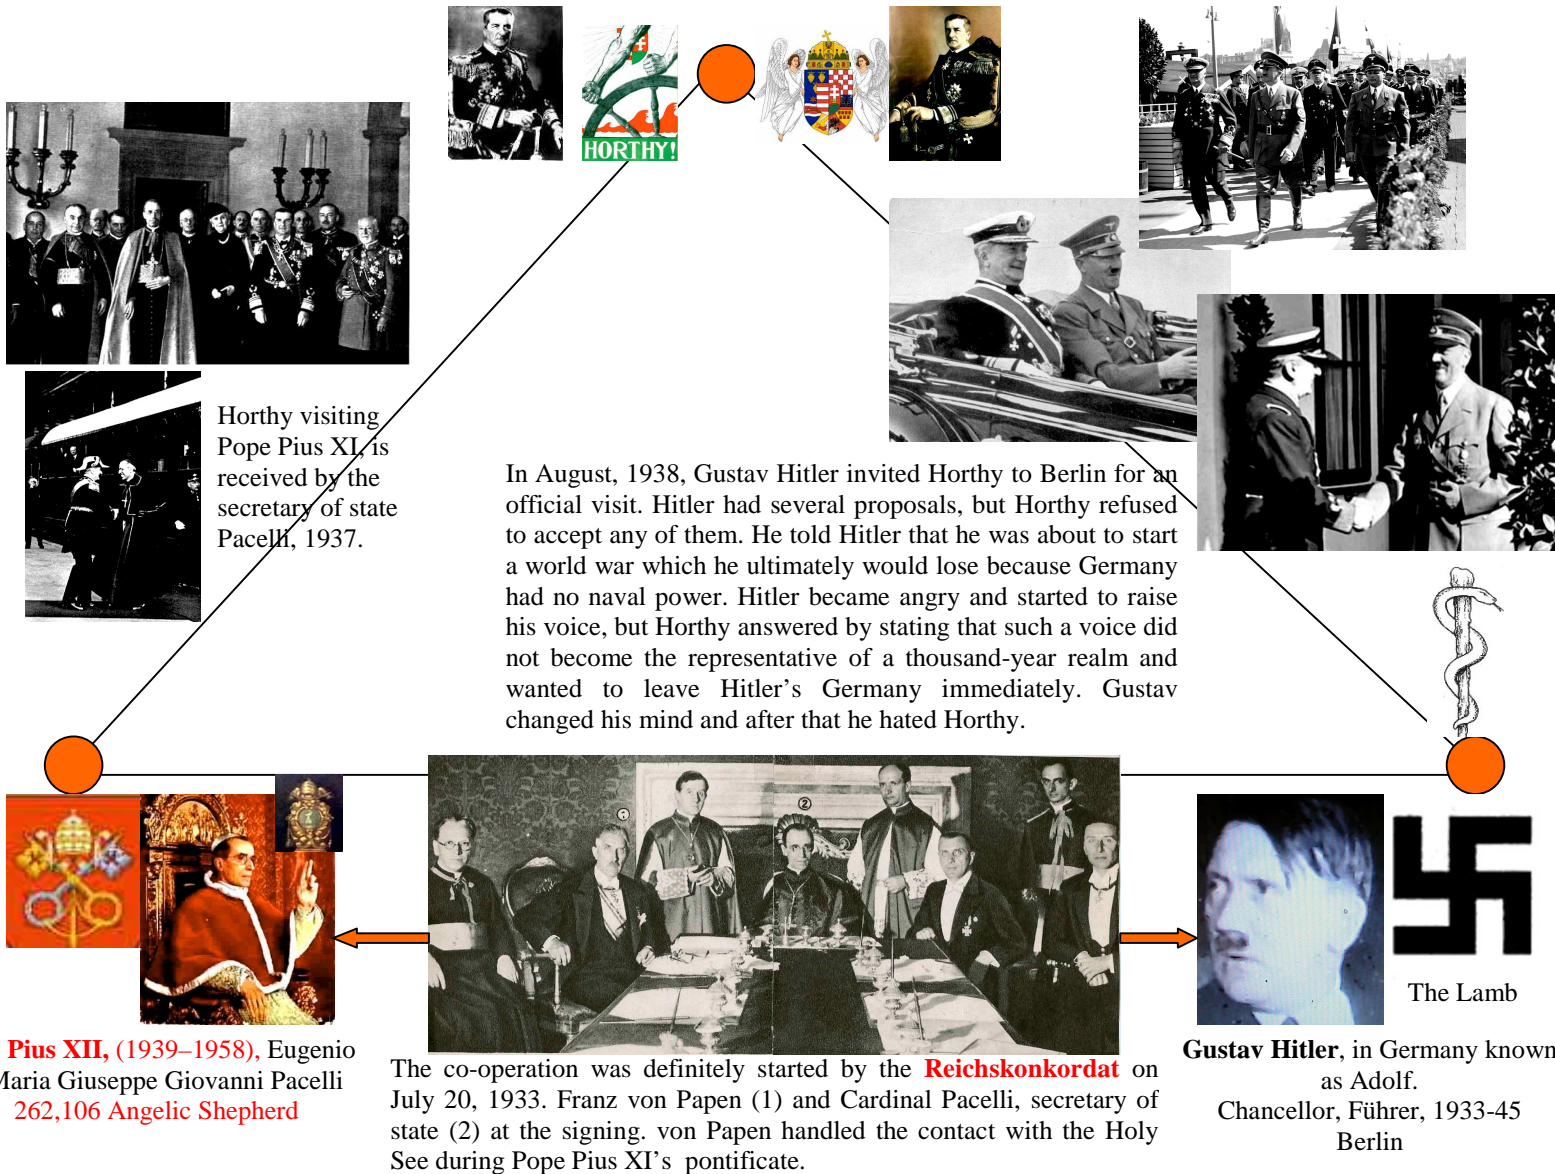 HORTHY!
Horthy visiting
Pope Pius XI, is
received by the
secretary of state
Pacelli, 1937.
In August, 1938, Gustav Hitler invited Horthy to Berlin for an
official visit. Hitler had several proposals, but Horthy refused
to accept any of them. He told Hitler that he was about to start
a world war which he ultimately would lose because Germany
had no naval power. Hitler became angry and started to raise
his voice, but Horthy answered by stating that such a voice did
not become the representative of a thousand-year realm and
wanted to leave Hitler’s Germany immediately. Gustav
changed his mind and after that he hated Horthy.
1
2
The Lamb
Pius XII, (1939–1958), Eugenio
Maria Giuseppe Giovanni Pacelli
262,106 Angelic Shepherd
The co-operation was definitely started by the Reichskonkordat on
July 20, 1933. Franz von Papen (1) and Cardinal Pacelli, secretary of
state (2) at the signing. von Papen handled the contact with the Holy
See during Pope Pius XI’s pontificate.
Gustav Hitler, in Germany known
as Adolf.
Chancellor, Führer, 1933-45
Berlin